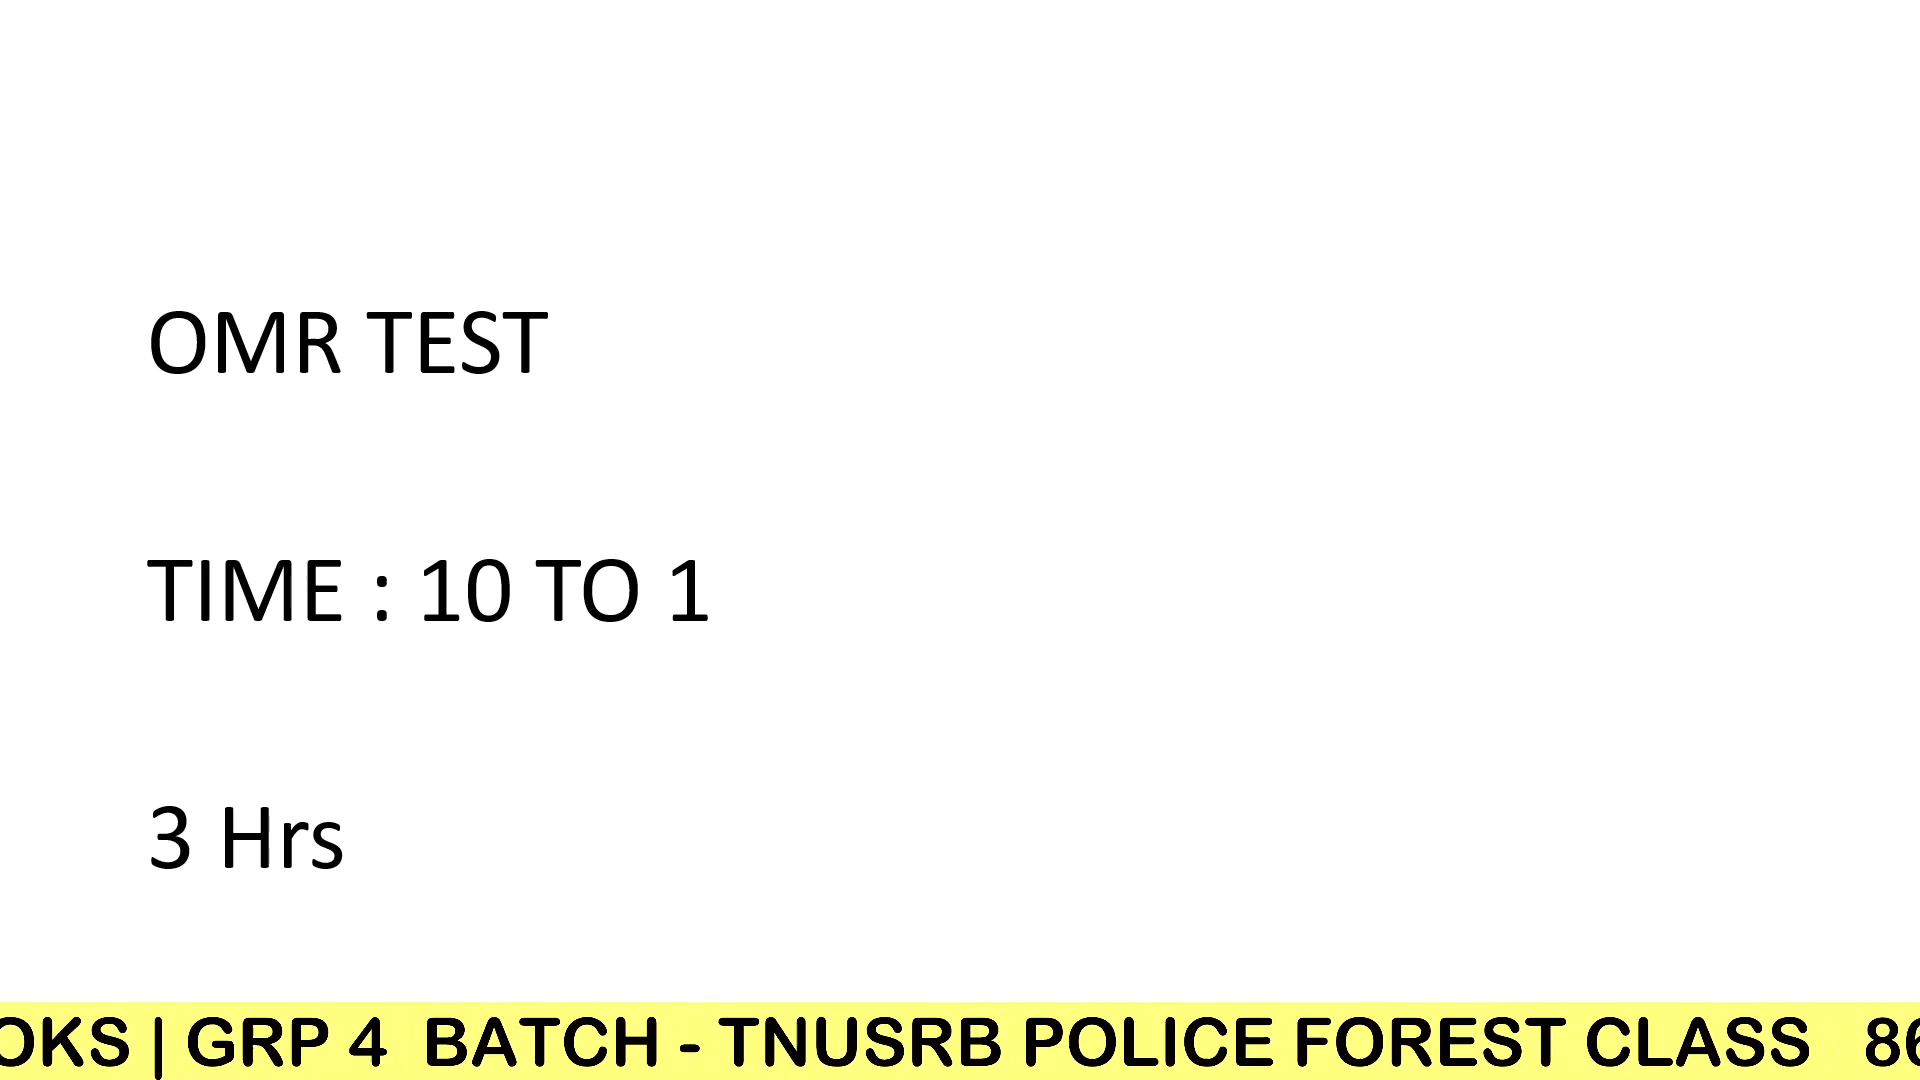 OMR TEST
TIME : 10 TO 1
3 Hrs
| GRP 4 BATCH - TNUSRB POLICE FOREST CLASS